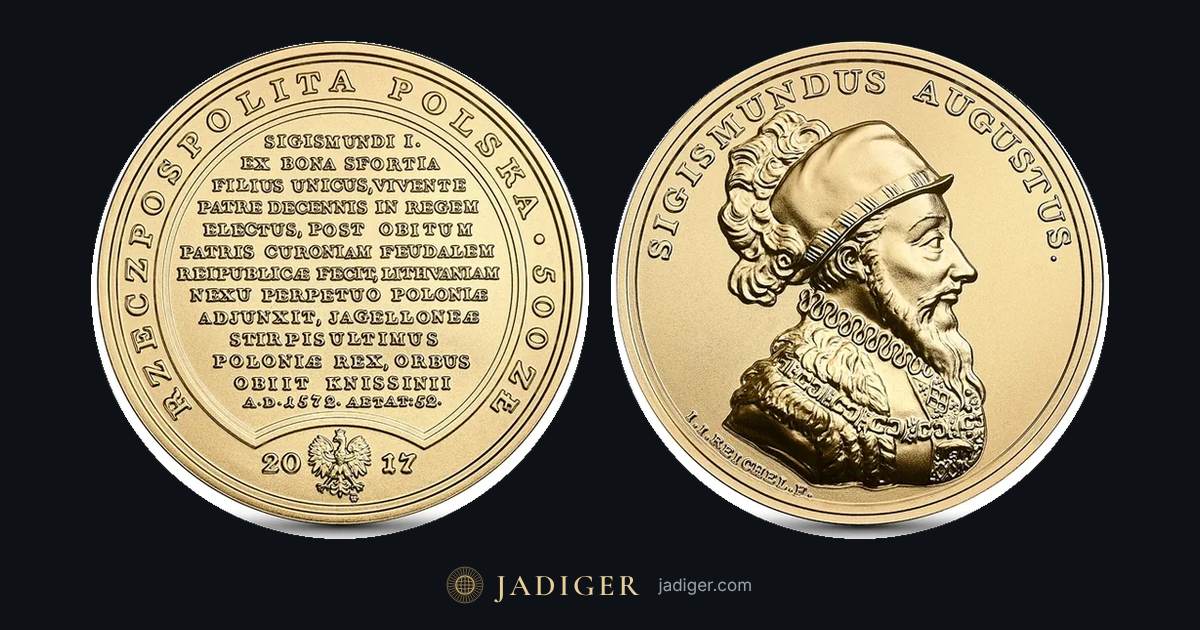 RZECZPOSPOLITA POLSKA · 500 ZŁ
SIGISMUNDI I.
EX BONA SFORTIA
FILIUS UNICUS, VIVENTE
PATRE DECENNIS IN REGEM
ELECTUS, POST OBITUM
PATRIS CURONIAM FEUDALEM
REIPUBLICÆ FECIT, LITHVANIAM
NEXU PERPETUO POLONIÆ
ADJUNXIT, JAGELLONEÆ
STIRPIS ULTIMUS
POLONIÆ REX, ORBUS
OBIIT KNISSINII
A.D.1572. AETAT:52.
2017
SIGISMUNDUS AUGUSTUS.
I.I.REICHEL.F.
JADIGER jadiger.com